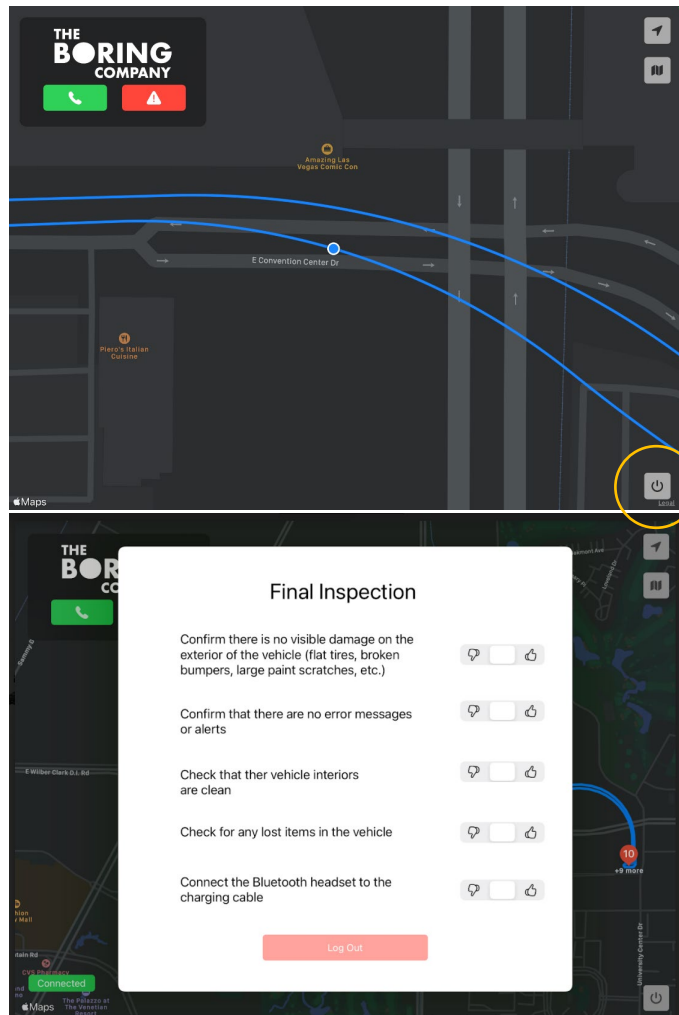 THE
BORING
COMPANY
Amazing Las
Vegas Comic Con
E Convention Center Dr
Piero's Italian
Cuisine
Maps
Legal
THE
BOR
CO
Final Inspection
Confirm there is no visible damage on the
exterior of the vehicle (flat tires, broken
bumpers, large paint scratches, etc.)
Confirm that there are no error messages
or alerts
Check that ther vehicle interiors
are clean
Check for any lost items in the vehicle
Connect the Bluetooth headset to the
charging cable
Log Out
E Wilber Clark D.I. Rd
10
+9 more
University Center Dr
CVS Pharmacy
Connected
The Palazzo at
The Venetian
Resort
Maps